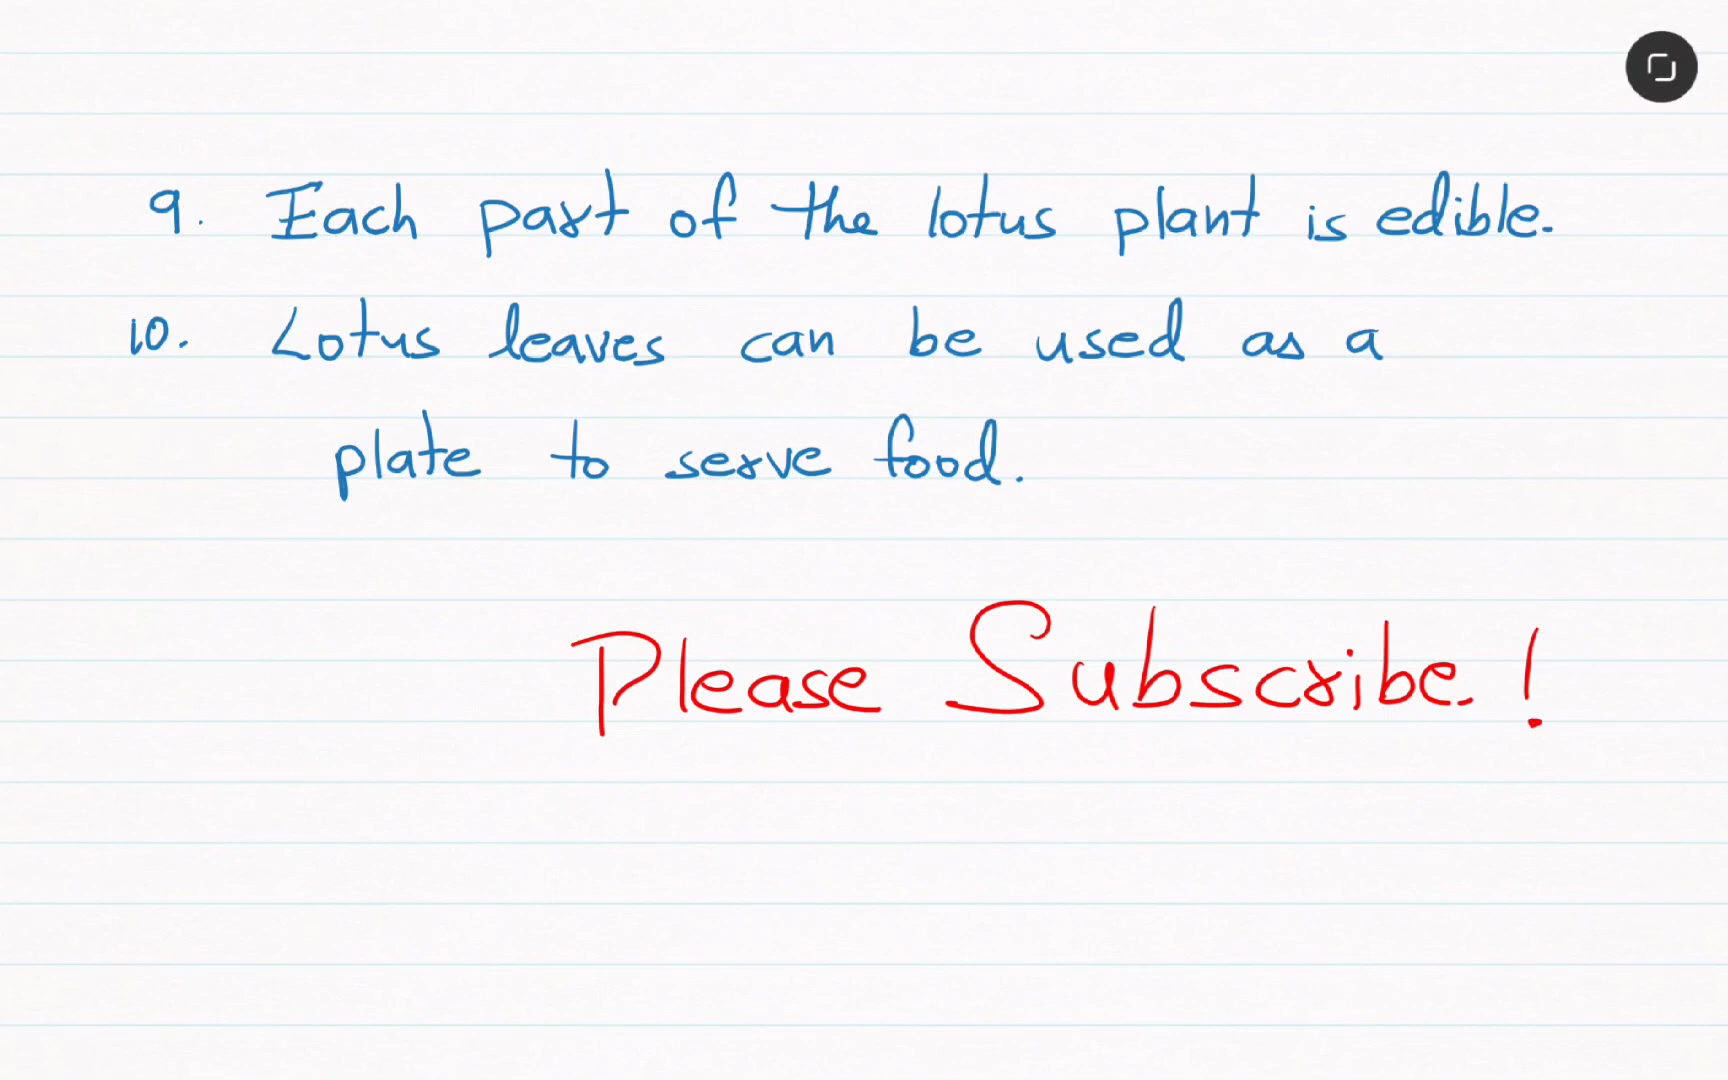 9. Each part of the lotus plant is edible.
10. Lotus leaves can be used as a
plate to serve food.
Please Subscribe. !